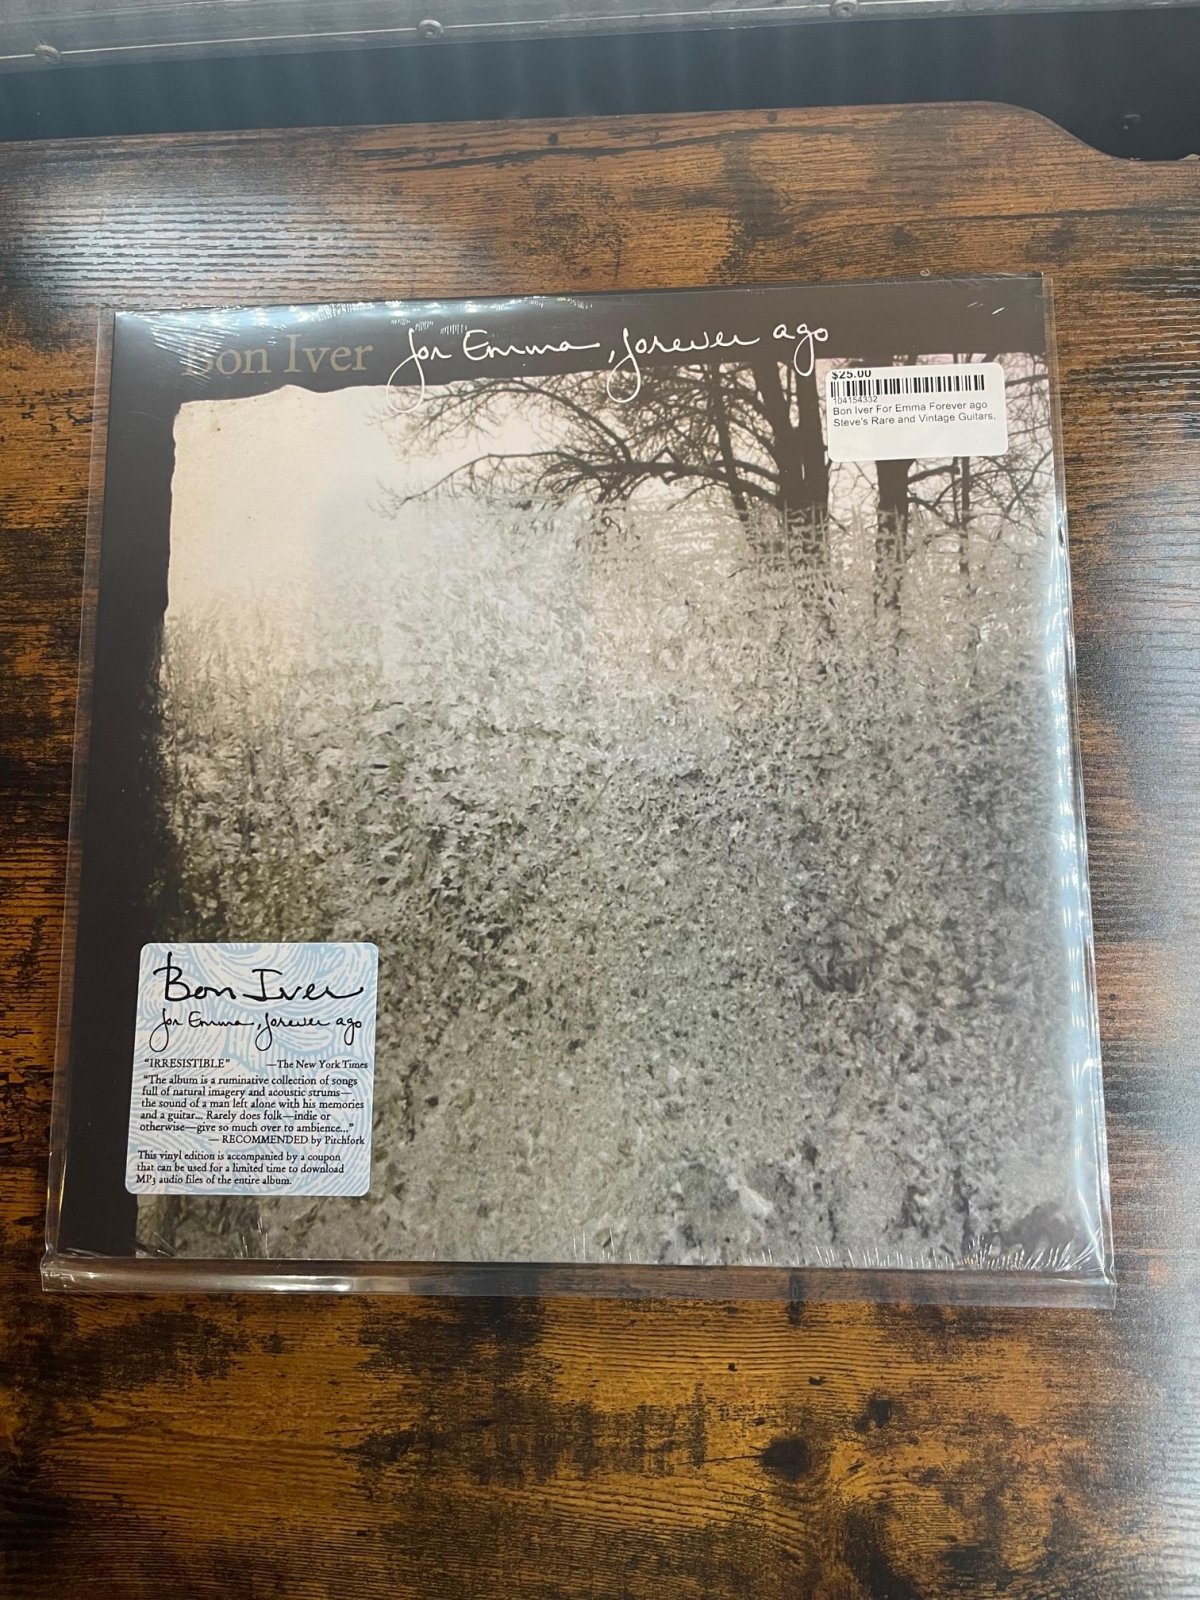 Bon Iver for Emma, forever ago
$25.00
104154332
Bon Iver For Emma Forever ago
Steve's Rare and Vintage Guitars,
Bon Iver
for Emma, forever ago
"IRRESISTIBLE" —The New York Times
"The album is a ruminative collection of songs
full of natural imagery and acoustic strums—
the sound of a man left alone with his memories
and a guitar... Rarely does folk—indie or
otherwise—give so much over to ambience..."
— RECOMMENDED by Pitchfork
This vinyl edition is accompanied by a coupon
that can be used for a limited time to download
MP3 audio files of the entire album.